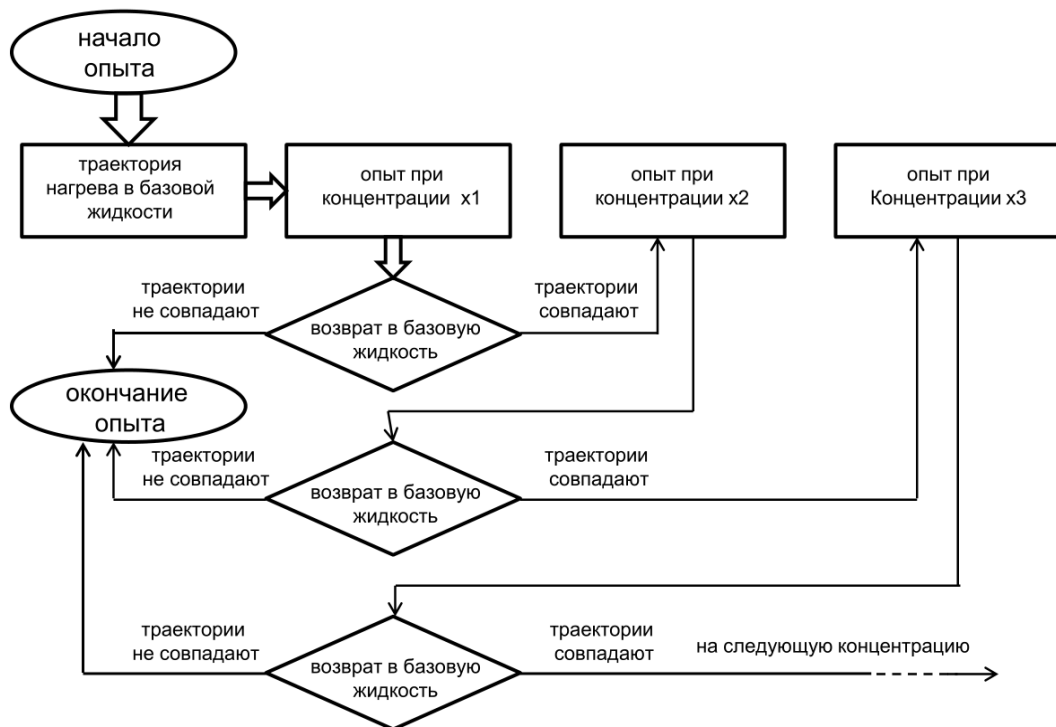 начало
опыта
траектория
нагрева в базовой
жидкости
опыт при
концентрации x1
опыт при
концентрации x2
опыт при
Концентрации x3
траектории
не совпадают
возврат в базовую
жидкость
траектории
совпадают
окончание
опыта
траектории
не совпадают
возврат в базовую
жидкость
траектории
совпадают
траектории
не совпадают
возврат в базовую
жидкость
траектории
совпадают
на следующую концентрацию